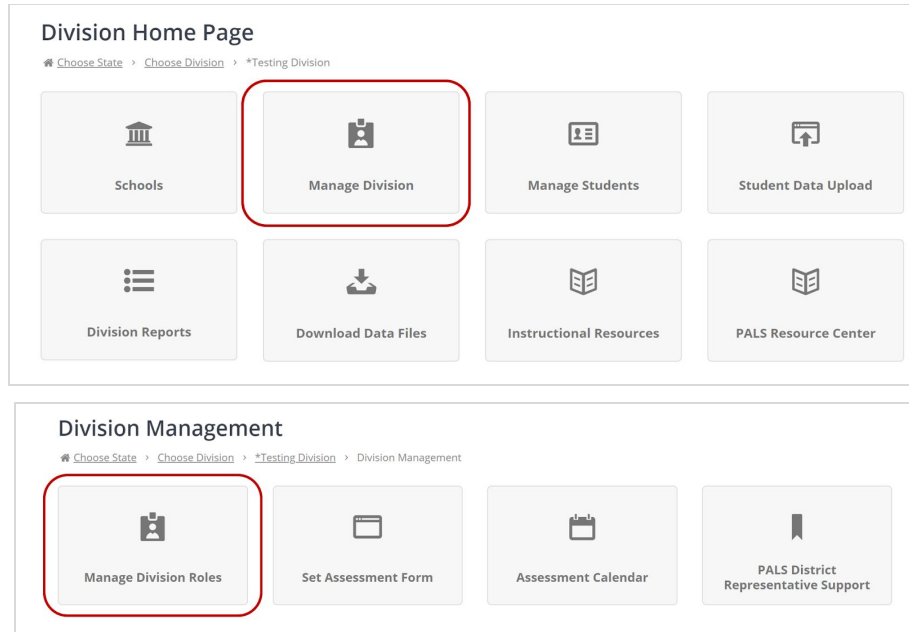 Division Home Page
Choose State > Choose Division > *Testing Division
Schools
Manage Division
Manage Students
Student Data Upload
Division Reports
Download Data Files
Instructional Resources
PALS Resource Center
Division Management
Choose State > Choose Division > *Testing Division > Division Management
Manage Division Roles
Set Assessment Form
Assessment Calendar
PALS District
Representative Support